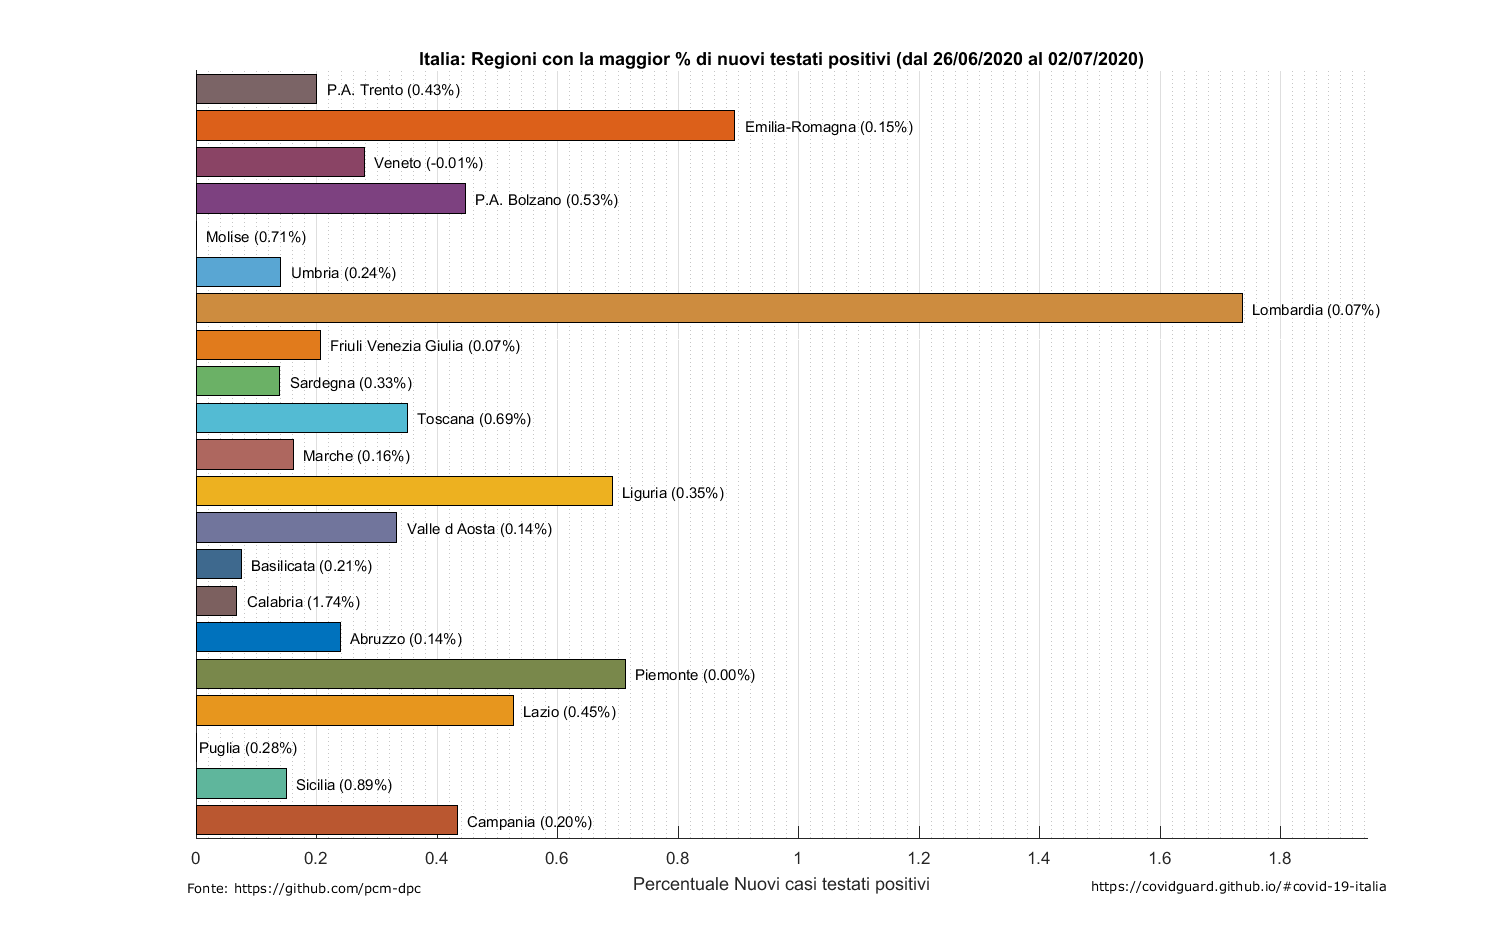 Italia: Regioni con la maggior % di nuovi testati positivi (dal 26/06/2020 al 02/07/2020)
P.A. Trento (0.43%)
Emilia-Romagna (0.15%)
Veneto (-0.01%)
P.A. Bolzano (0.53%)
Molise (0.71%)
Umbria (0.24%)
Lombardia (0.07%)
Friuli Venezia Giulia (0.07%)
Sardegna (0.33%)
Toscana (0.69%)
Marche (0.16%)
Liguria (0.35%)
Valle d Aosta (0.14%)
Basilicata (0.21%)
Calabria (1.74%)
Abruzzo (0.14%)
Piemonte (0.00%)
Lazio (0.45%)
Puglia (0.28%)
Sicilia (0.89%)
Campania (0.20%)
0 0.2 0.4 0.6 0.8 1 1.2 1.4 1.6 1.8
Percentuale Nuovi casi testati positivi
Fonte: https://github.com/pcm-dpc
https://covidguard.github.io/#covid-19-italia